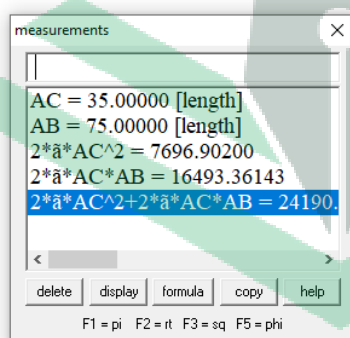 measurements
AC = 35.00000 [length]
AB = 75.00000 [length]
2*ã*AC^2 = 7696.90200
2*ã*AC*AB = 16493.36143
2*ã*AC^2+2*ã*AC*AB = 24190.
delete display formula copy help
F1 = pi F2 = rt F3 = sq F5 = phi